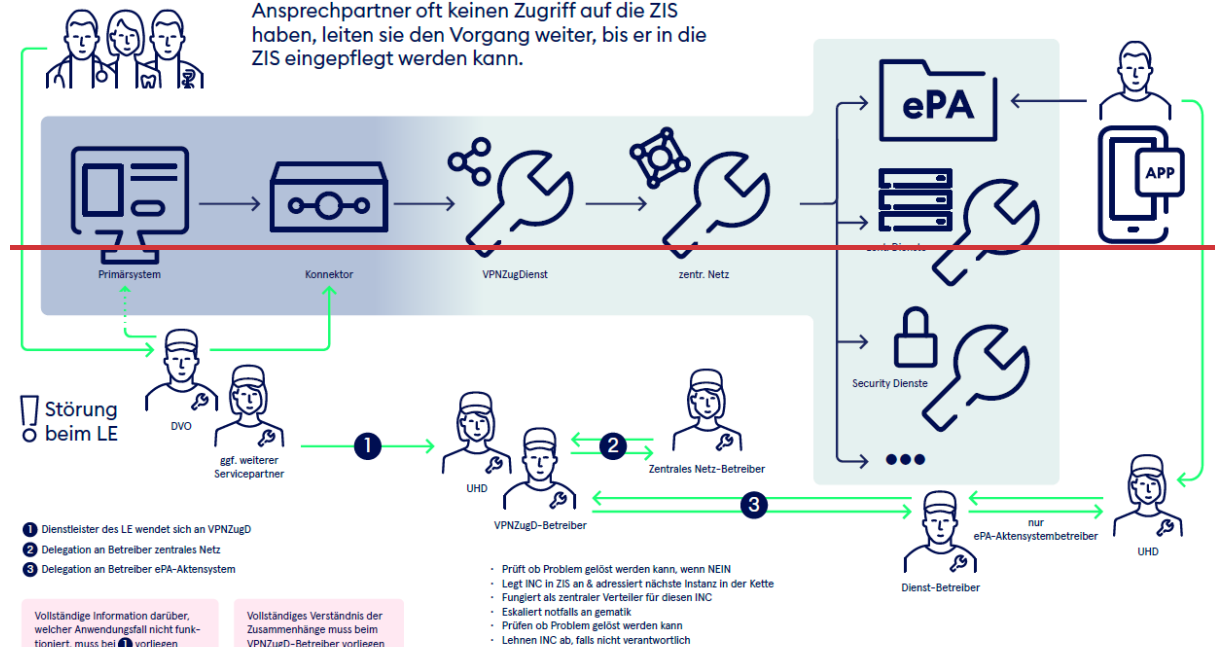 Ansprechpartner oft keinen Zugriff auf die ZIS
haben, leiten sie den Vorgang weiter, bis er in die
ZIS eingepflegt werden kann.
ePA
APP
Primärsystem
Konnektor
VPNZugDienst
zentr. Netz
zentr. Dienste
Security Dienste
Störung
beim LE
DVO
ggf. weiterer
Servicepartner
1
UHD
VPNZugD-Betreiber
2
Zentrales Netz-Betreiber
3
Dienst-Betreiber
nur
ePA-Aktensystembetreiber
UHD
1 Dienstleister des LE wendet sich an VPNZugD
2 Delegation an Betreiber zentrales Netz
3 Delegation an Betreiber ePA-Aktensystem
Vollständige Information darüber,
welcher Anwendungsfall nicht funk-
tioniert, muss bei 1 vorliegen
Vollständiges Verständnis der
Zusammenhänge muss beim
VPNZugD-Betreiber vorliegen
· Prüft ob Problem gelöst werden kann, wenn NEIN
· Legt INC in ZIS an & adressiert nächste Instanz in der Kette
· Fungiert als zentraler Verteiler für diesen INC
· Eskaliert notfalls an gematik
· Prüfen ob Problem gelöst werden kann
· Lehnen INC ab, falls nicht verantwortlich